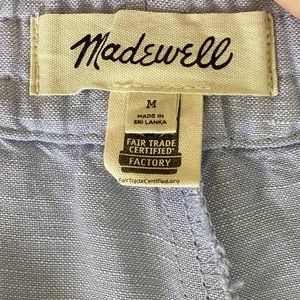 Madewell
M
MADE IN
SRI LANKA
FAIR TRADE
CERTIFIED
FACTORY
FairTradeCertified.org